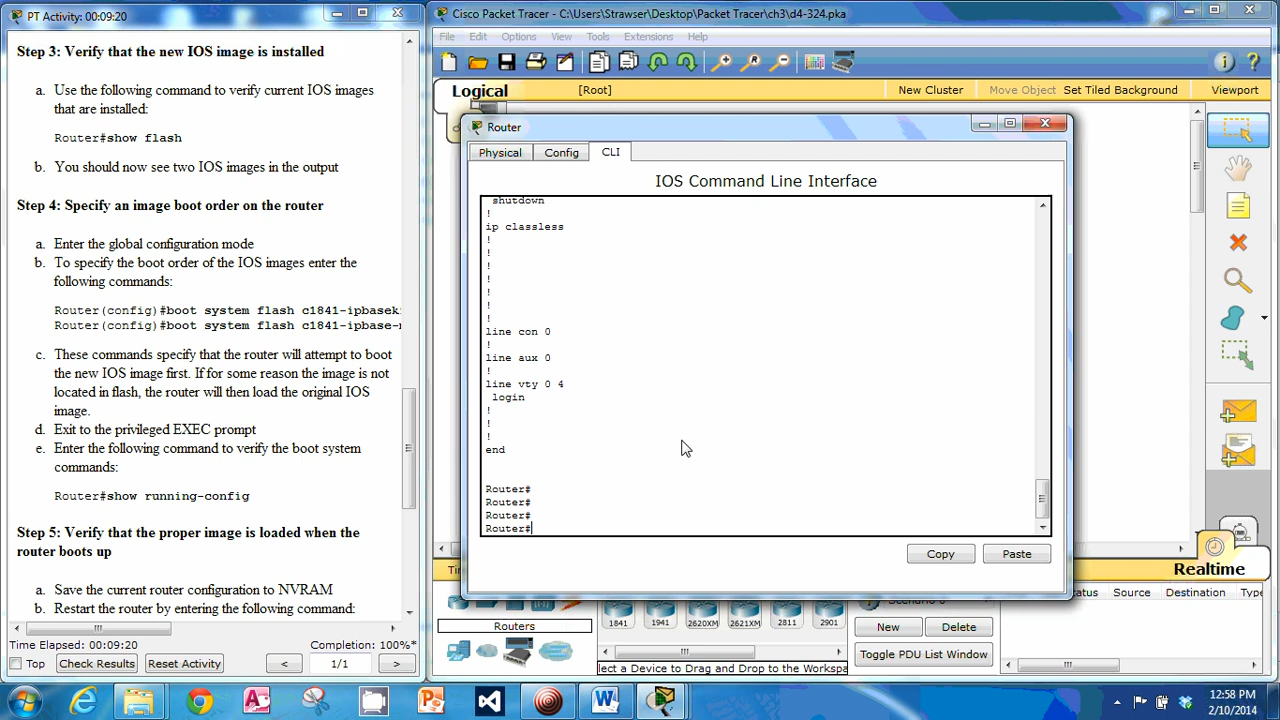 PT Activity: 00:09:20
Step 3: Verify that the new IOS image is installed
a. Use the following command to verify current IOS images
that are installed:
Router#show flash
b. You should now see two IOS images in the output
Step 4: Specify an image boot order on the router
a. Enter the global configuration mode
b. To specify the boot order of the IOS images enter the
following commands:
Router(config)#boot system flash c1841-ipbaseki
Router(config)#boot system flash c1841-ipbase-m
c. These commands specify that the router will attempt to boot
the new IOS image first. If for some reason the image is not
located in flash, the router will then load the original IOS
image.
d. Exit to the privileged EXEC prompt
e. Enter the following command to verify the boot system
commands:
Router#show running-config
Step 5: Verify that the proper image is loaded when the
router boots up
a. Save the current router configuration to NVRAM
b. Restart the router by entering the following command:
Time Elapsed: 00:09:20
Completion: 100%*
Top
Check Results
Reset Activity
<
1/1
>
Cisco Packet Tracer - C:\Users\Strawser\Desktop\Packet Tracer\ch3\d4-324.pka
File Edit Options View Tools Extensions Help
Logical
[Root]
New Cluster
Move Object
Set Tiled Background
Viewport
Router
Physical
Config
CLI
IOS Command Line Interface
shutdown
!
ip classless
!
!
!
!
!
!
!
line con 0
!
line aux 0
!
line vty 0 4
login
!
!
!
end
Router#
Router#
Router#
Router#
Copy
Paste
Realtime
Routers
1841
1941
2620XM
2621XM
2811
2901
lect a Device to Drag and Drop to the Workspa
New
Delete
Toggle PDU List Window
Source
Destination
12:58 PM
2/10/2014